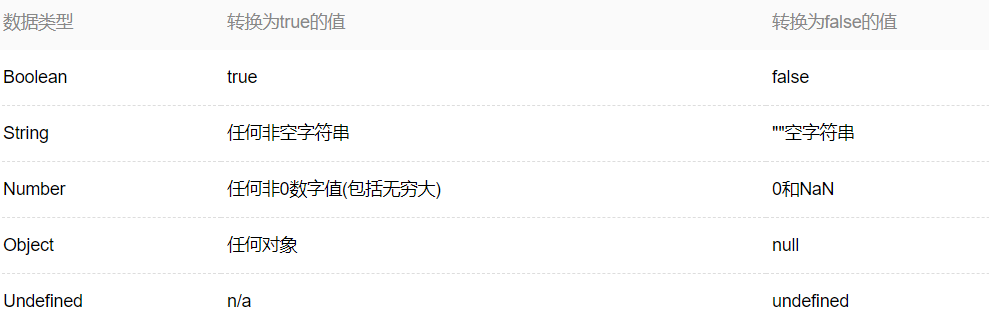 数据类型 转换为true的值 转换为false的值
Boolean true false
String 任何非空字符串 ""空字符串
Number 任何非0数字值(包括无穷大) 0和NaN
Object 任何对象 null
Undefined n/a undefined